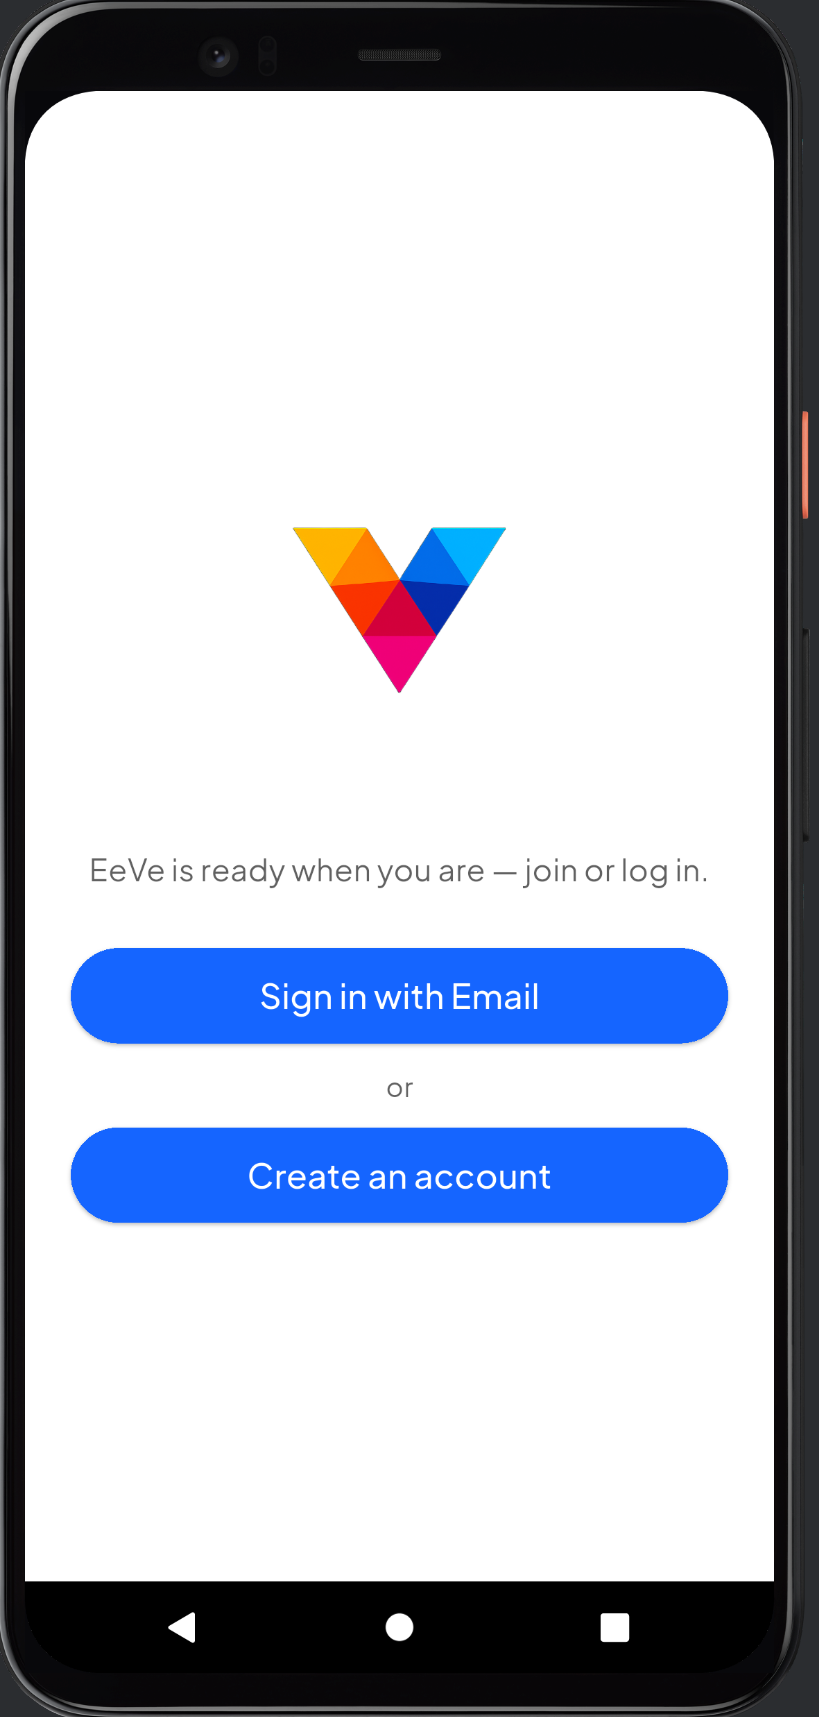 EeVe is ready when you are — join or log in.
Sign in with Email
or
Create an account